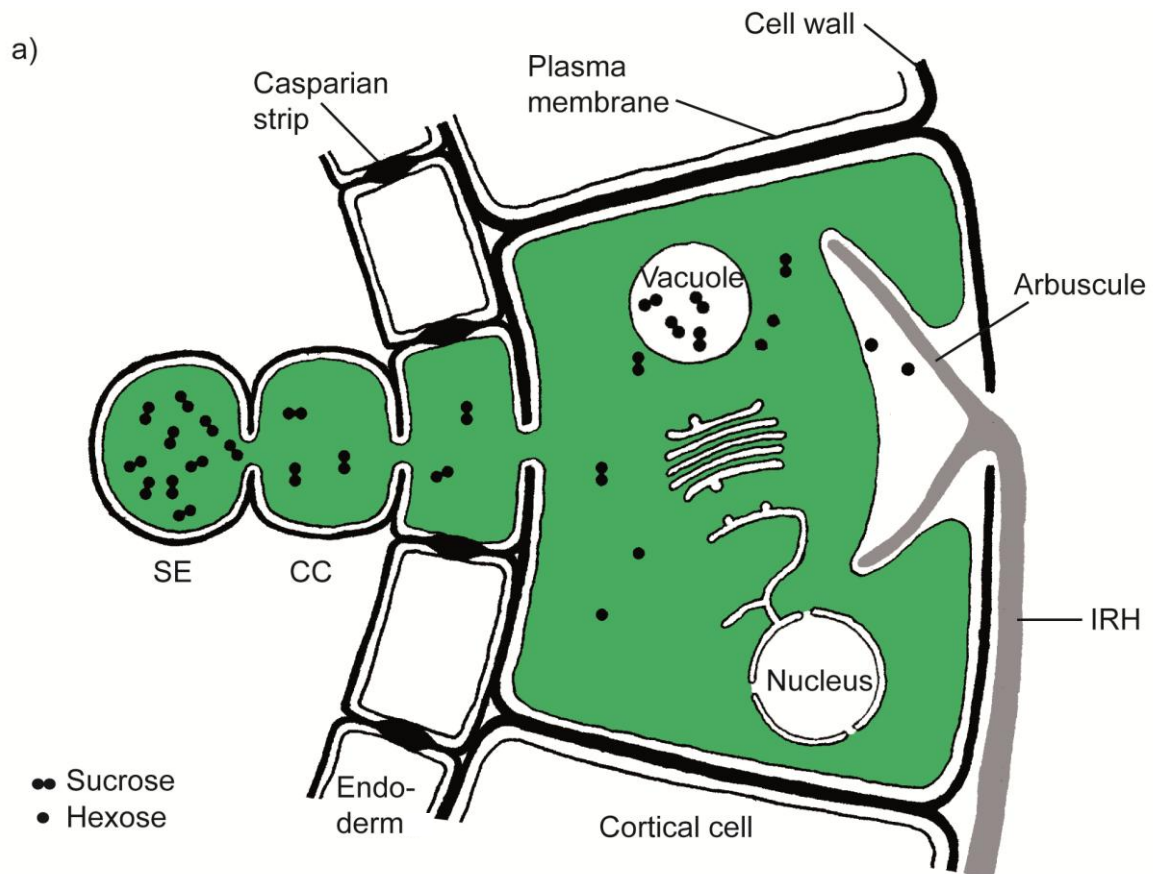 a)
Cell wall
Plasma
membrane
Casparian
strip
Vacuole
Arbuscule
SE
CC
IRH
Nucleus
Sucrose
Hexose
Endo-
derm
Cortical cell